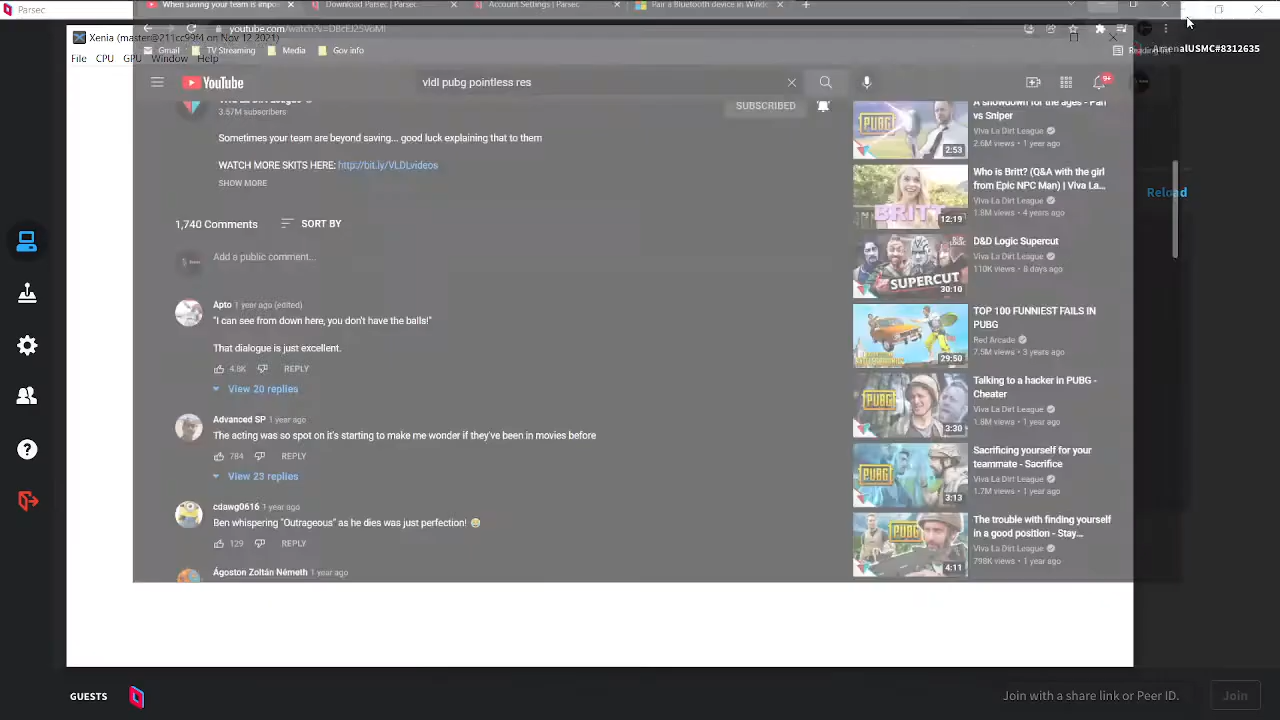 Parsec
When saving your team is impo
Download Parsec | Parsec
Account Settings | Parsec
Pair a Bluetooth device in Windo
Xenia (master@211cc99f4 on Nov 12 2021)
File CPU GPU Window Help
Gmail
TV Streaming
Media
Gov info
Reading list
ArsenalUSMC#8312635
YouTube
vldl pubg pointless res
9+
3.57M subscribers
SUBSCRIBED
Sometimes your team are beyond saving... good luck explaining that to them
WATCH MORE SKITS HERE: http://bit.ly/VLDLvideos
SHOW MORE
1,740 Comments
SORT BY
Add a public comment...
Apto 1 year ago (edited)
"I can see from down here, you don't have the balls!"
That dialogue is just excellent.
4.8K
REPLY
View 20 replies
Advanced SP 1 year ago
The acting was so spot on it's starting to make me wonder if they've been in movies before
784
REPLY
View 23 replies
cdawg0616 1 year ago
Ben whispering "Outrageous" as he dies was just perfection! 😄
129
REPLY
Ágoston Zoltán Németh 1 year ago
PUBG
2:53
A showdown for the ages - Pan
vs Sniper
Viva La Dirt League
2.6M views • 1 year ago
BRITT
12:19
Who is Britt? (Q&A with the girl
from Epic NPC Man) | Viva La...
Viva La Dirt League
1.8M views • 4 years ago
SUPERCUT
30:10
D&D Logic Supercut
Viva La Dirt League
110K views • 8 days ago
29:50
TOP 100 FUNNIEST FAILS IN
PUBG
Red Arcade
7.5M views • 3 years ago
PUBG
3:30
Talking to a hacker in PUBG -
Cheater
Viva La Dirt League
1.8M views • 1 year ago
PUBG
3:13
Sacrificing yourself for your
teammate - Sacrifice
Viva La Dirt League
1.7M views • 1 year ago
PUBG
4:11
The trouble with finding yourself
in a good position - Stay...
Viva La Dirt League
798K views • 1 year ago
Reload
GUESTS
Join with a share link or Peer ID.
Join